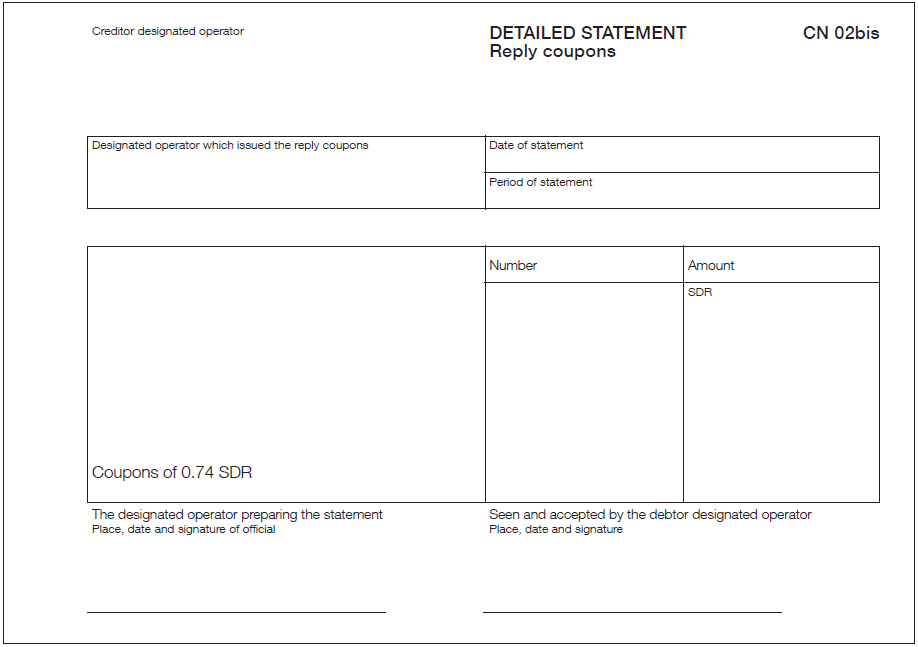 Creditor designated operator
DETAILED STATEMENT
Reply coupons
CN 02bis
Designated operator which issued the reply coupons
Date of statement
Period of statement
Number
Amount
SDR
Coupons of 0.74 SDR
The designated operator preparing the statement
Place, date and signature of official
Seen and accepted by the debtor designated operator
Place, date and signature